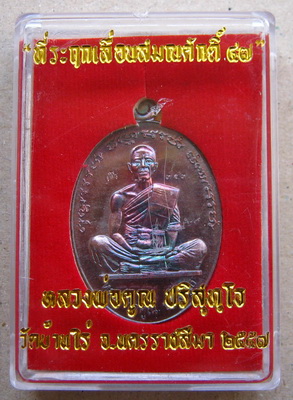 "ที่ระฤกเลื่อนสมณศักดิ์ ๔๗"
หลวงพ่อคูณ ปริสุทฺโธ
วัดบ้านไร่ จ.นครราชสีมา ๒๕๕๗